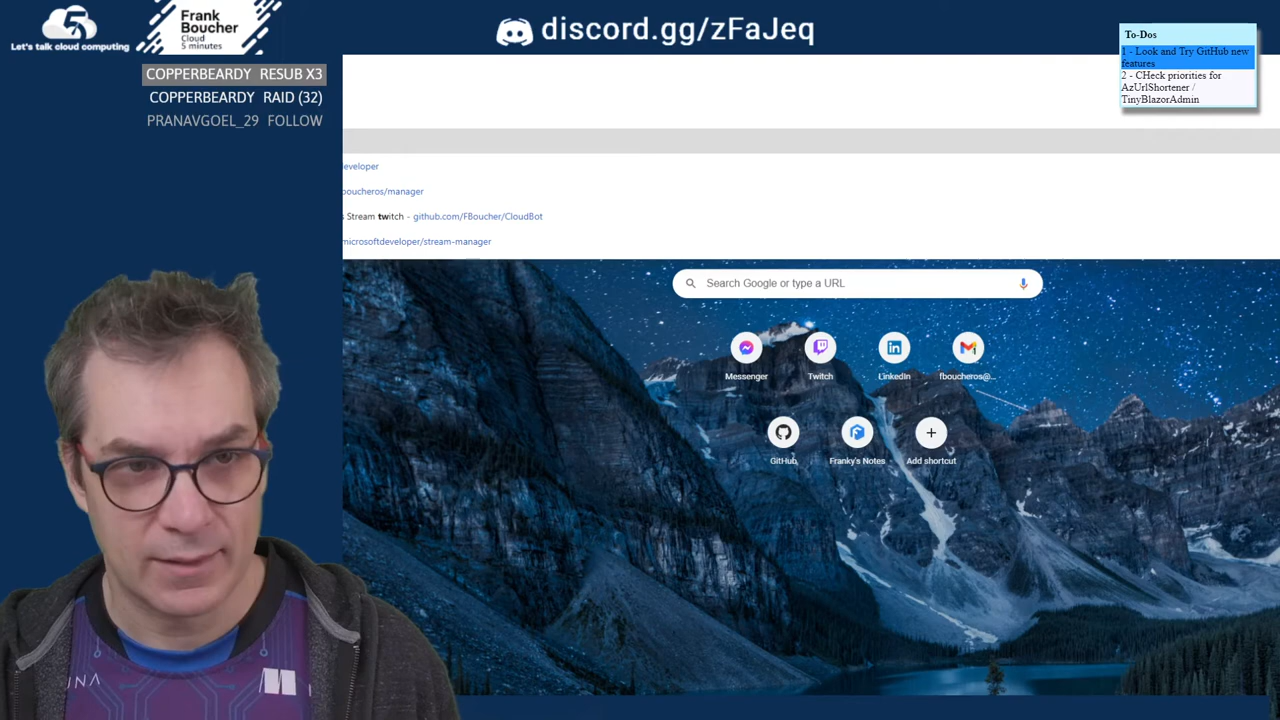 5
Let's talk cloud computing
Frank
Boucher
Cloud
5 minutes
discord.gg/zFaJeq
To-Dos
1 - Look and Try GitHub new
features
2 - CHeck priorities for
AzUrlShortener /
TinyBlazorAdmin
COPPERBEARDY RESUB X3
COPPERBEARDY RAID (32)
PRANAVGOEL_29 FOLLOW
eveloper
boucheros/manager
s Stream twitch - github.com/FBoucher/CloudBot
microsoftdeveloper/stream-manager
Search Google or type a URL
Messenger
Twitch
LinkedIn
fboucheros@...
GitHub
Franky's Notes
Add shortcut
UNA